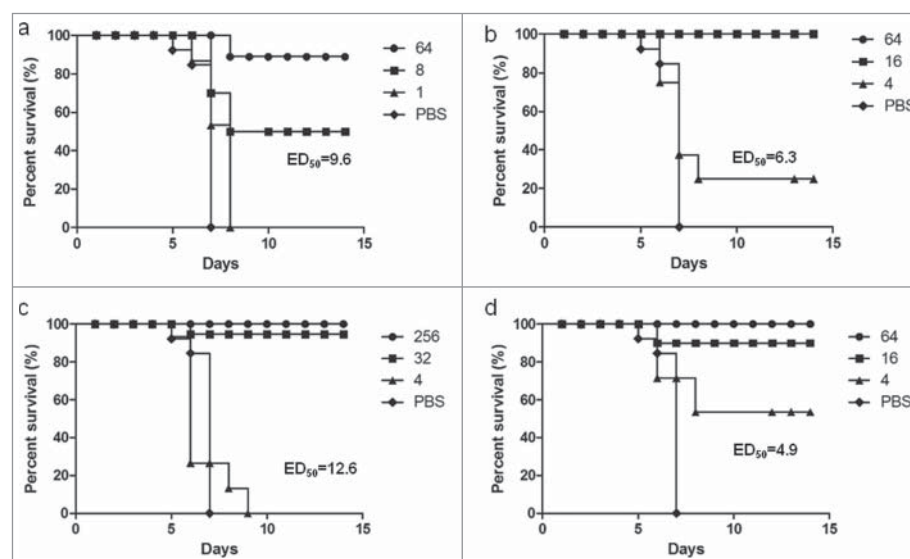 a
Percent survival (%)
100
80
60
40
20
0
0 5 10 15
Days
64
8
1
PBS
ED50=9.6
b
Percent survival (%)
100
80
60
40
20
0
0 5 10 15
Days
64
16
4
PBS
ED50=6.3
c
Percent survival (%)
100
80
60
40
20
0
0 5 10 15
Days
256
32
4
PBS
ED50=12.6
d
Percent survival (%)
100
80
60
40
20
0
0 5 10 15
Days
64
16
4
PBS
ED50=4.9